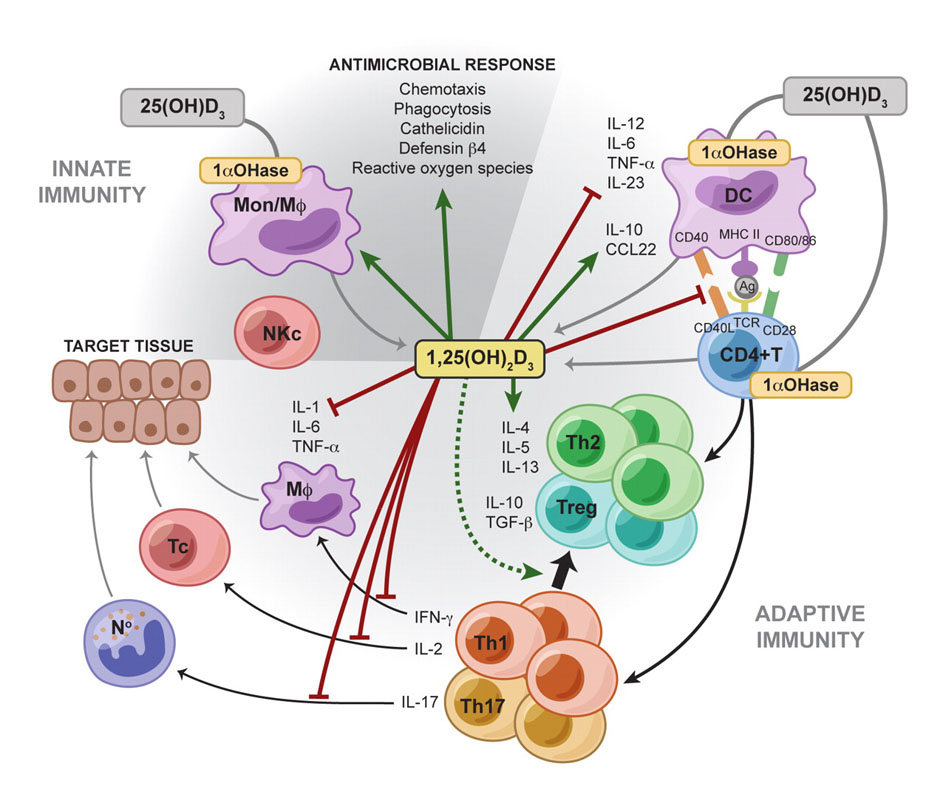 ANTIMICROBIAL RESPONSE
Chemotaxis
Phagocytosis
Cathelicidin
Defensin β4
Reactive oxygen species
25(OH)D₃
INNATE
IMMUNITY
1αOHase
Mon/Mϕ
NKc
25(OH)D₃
1αOHase
DC
CD40
MHC II
CD80/86
Ag
CD40L
TCR
CD28
CD4+T
1αOHase
IL-12
IL-6
TNF-α
IL-23
IL-10
CCL22
1,25(OH)₂D₃
TARGET TISSUE
IL-1
IL-6
TNF-α
Mϕ
Tc
Nº
IL-4
IL-5
IL-13
IL-10
TGF-β
Th2
Treg
IFN-γ
IL-2
IL-17
Th1
Th17
ADAPTIVE
IMMUNITY